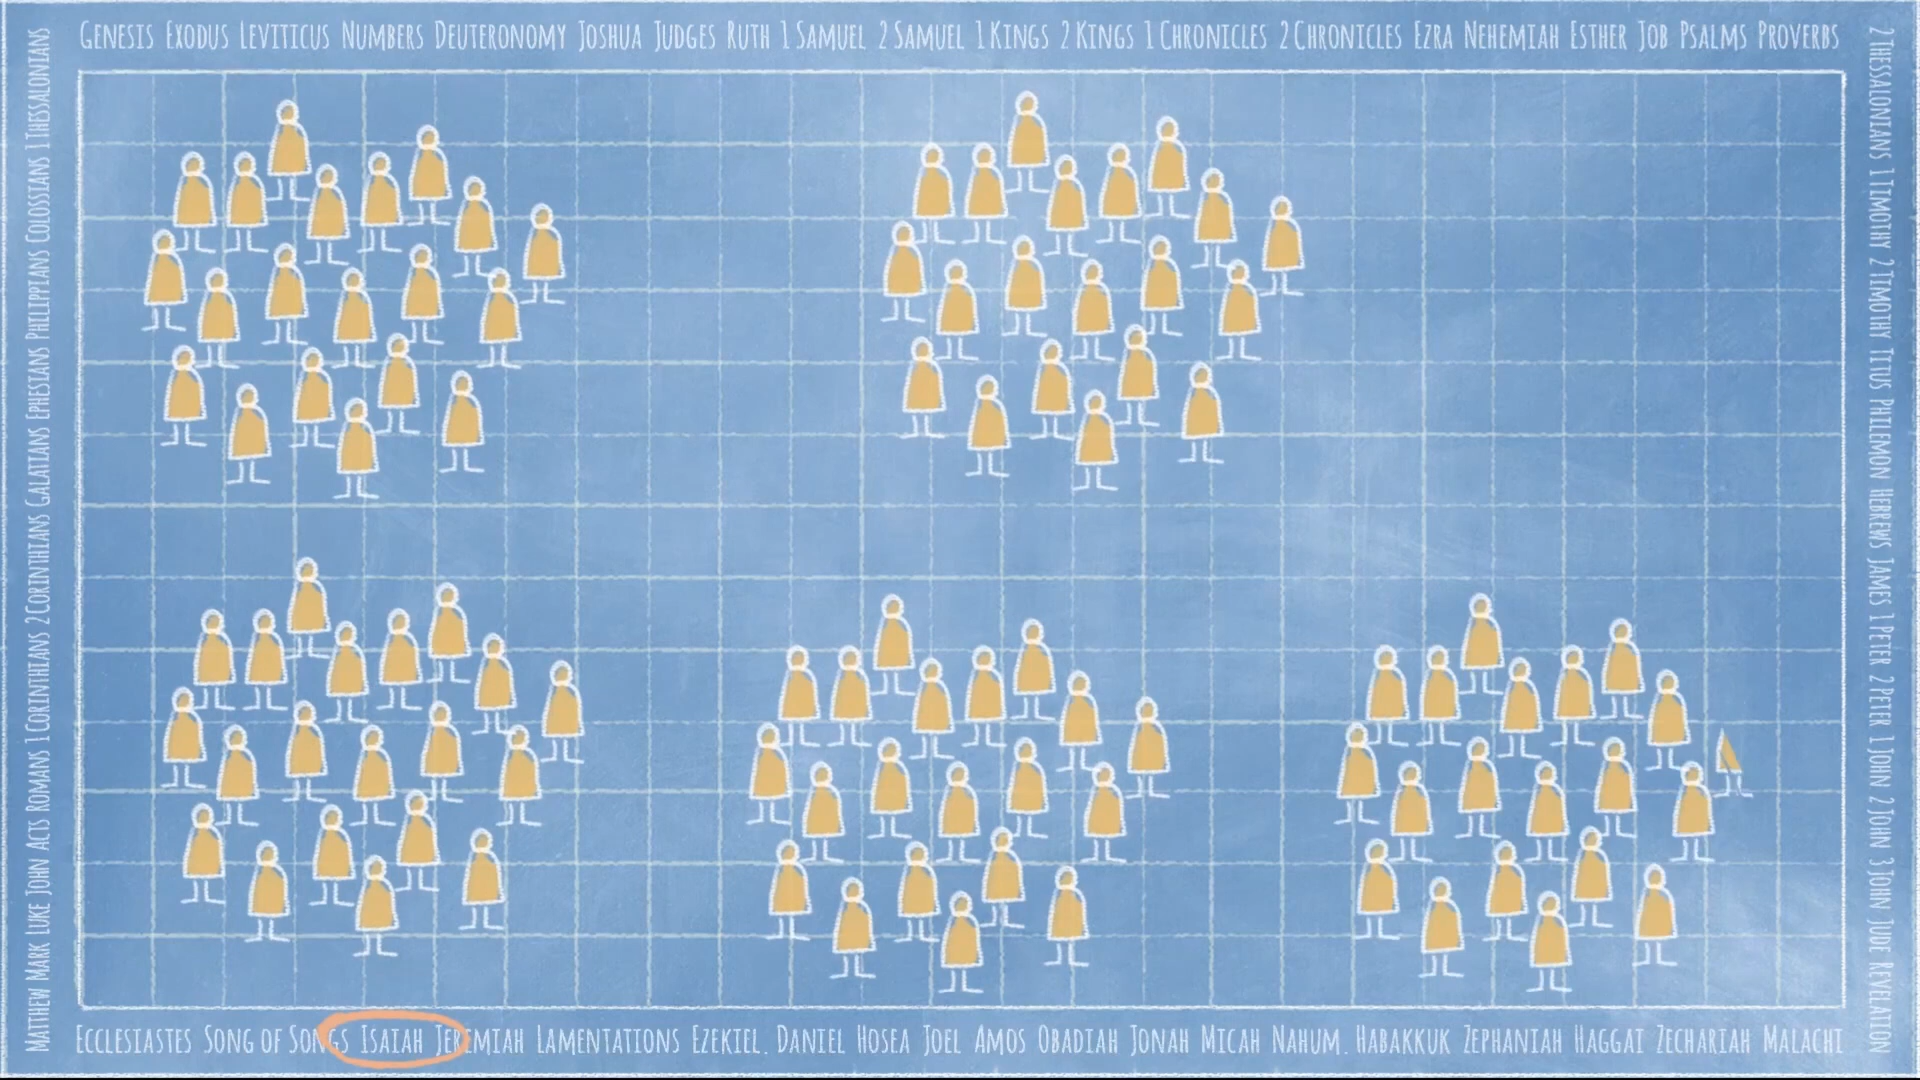 GENESIS EXODUS LEVITICUS NUMBERS DEUTERONOMY JOSHUA JUDGES RUTH 1 SAMUEL 2 SAMUEL 1 KINGS 2 KINGS 1 CHRONICLES 2 CHRONICLES EZRA NEHEMIAH ESTHER JOB PSALMS PROVERBS
ECCLESIASTES SONG OF SONGS ISAIAH JEREMIAH LAMENTATIONS EZEKIEL. DANIEL HOSEA JOEL AMOS OBADIAH JONAH MICAH NAHUM. HABAKKUK ZEPHANIAH HAGGAI ZECHARIAH MALACHI
MATTHEW MARK LUKE JOHN ACTS ROMANS 1 CORINTHIANS 2 CORINTHIANS GALATIANS EPHESIANS PHILIPPIANS COLOSSIANS 1 THESSALONIANS
2 THESSALONIANS 1 TIMOTHY 2 TIMOTHY TITUS PHILEMON HEBREWS JAMES 1 PETER 2 PETER 1 JOHN 2 JOHN 3 JOHN JUDE REVELATION